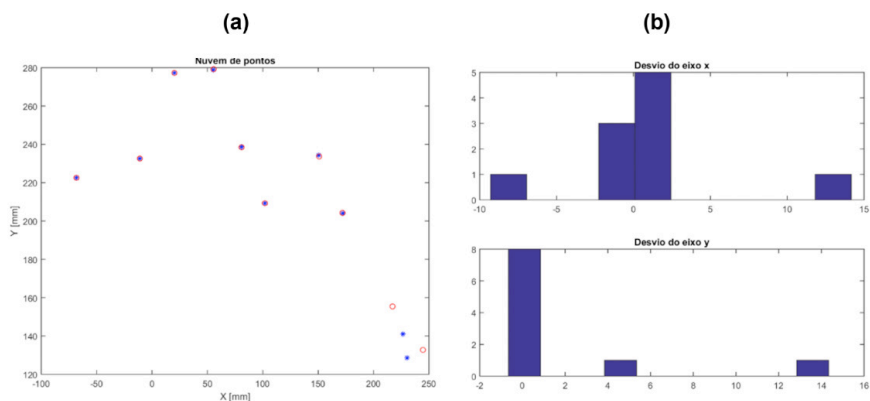 (a)
(b)
Nuvem de pontos
280
260
240
220
200
180
160
140
120
Y [mm]
-100 -50 0 50 100 150 200 250
X [mm]
Desvio do eixo x
5
4
3
2
1
0
-10 -5 0 5 10 15
Desvio do eixo y
8
6
4
2
0
-2 0 2 4 6 8 10 12 14 16